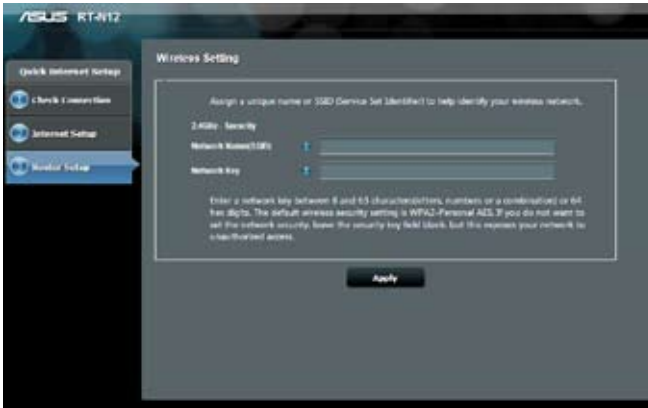 ASUS RT-N12
Quick Internet Setup
Check Connection
Internet Setup
Router Setup
Wireless Setting
Assign a unique name or SSID (Service Set Identifier) to help identify your wireless network.
2.4GHz - Security
Network Name(SSID)
Network Key
Enter a network key between 8 and 63 characters(letters, numbers or a combination) or 64
hex digits. The default wireless security setting is WPA2-Personal AES. If you do not want to
set the network security, leave the security key field blank, but this exposes your network to
unauthorized access.
Apply